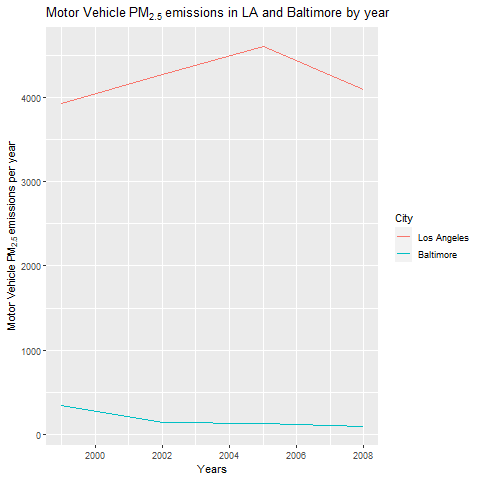 Motor Vehicle PM2.5 emissions in LA and Baltimore by year
Motor Vehicle PM2.5 emissions per year
4000
3000
2000
1000
0
2000
2002
2004
2006
2008
Years
City
Los Angeles
Baltimore